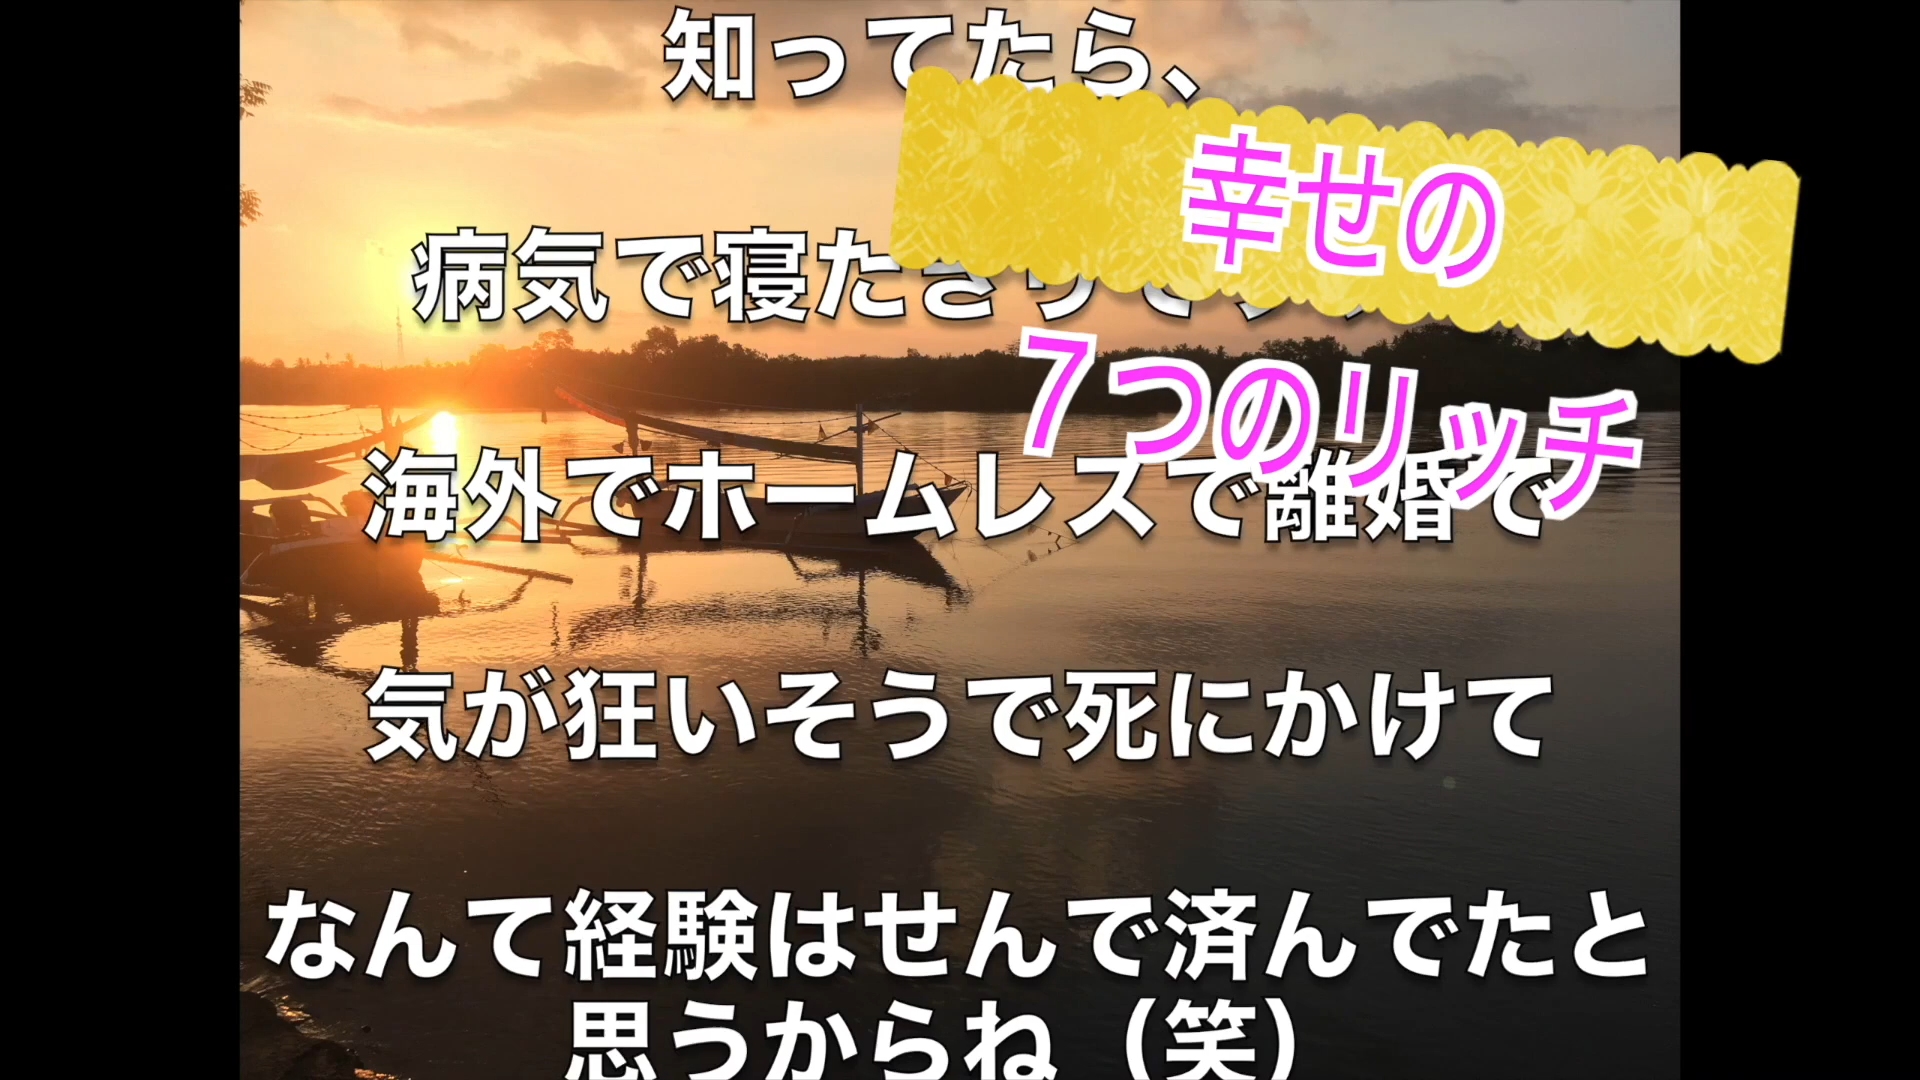 知ってたら、
幸せの
7つのリッチ
病気で寝たきりで
海外でホームレスで離婚で
気が狂いそうで死にかけて
なんて経験はせんで済んでたと
思うからね（笑）